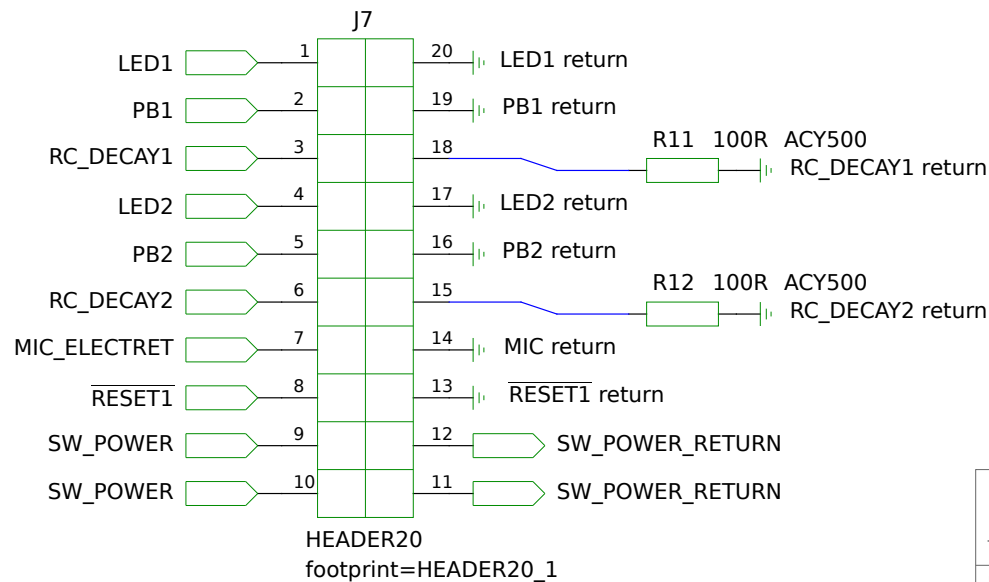 J7
LED1 1 20 LED1 return
PB1 2 19 PB1 return
R11 100R ACY500
RC_DECAY1 3 18 RC_DECAY1 return
LED2 4 17 LED2 return
PB2 5 16 PB2 return
R12 100R ACY500
RC_DECAY2 6 15 RC_DECAY2 return
MIC_ELECTRET 7 14 MIC return
RESET1 8 13 RESET1 return
SW_POWER 9 12 SW_POWER_RETURN
SW_POWER 10 11 SW_POWER_RETURN
HEADER20
footprint=HEADER20_1